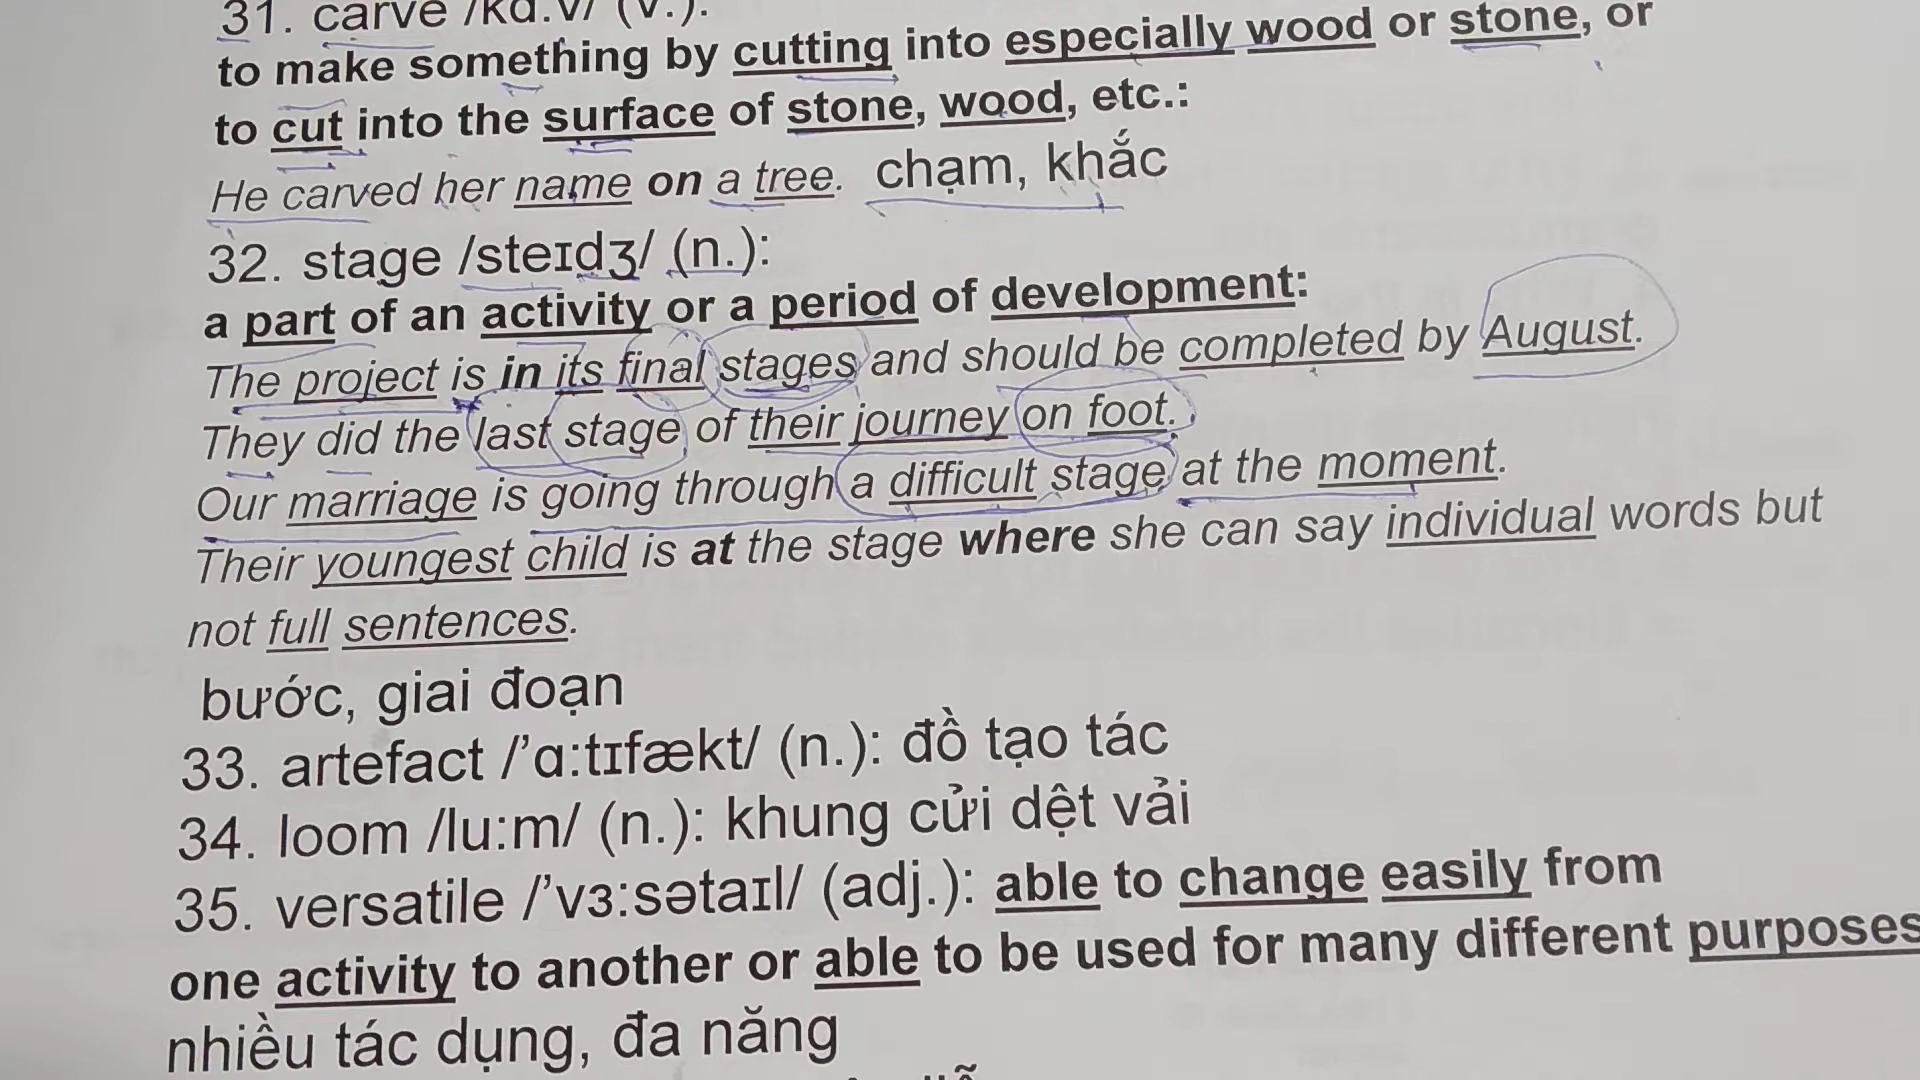 31. carve /kɑ:v/ (v.):
to make something by cutting into especially wood or stone, or
to cut into the surface of stone, wood, etc.:
He carved her name on a tree. chạm, khắc
32. stage /steɪdʒ/ (n.):
a part of an activity or a period of development:
The project is in its final stages and should be completed by August.
They did the last stage of their journey on foot.
Our marriage is going through a difficult stage at the moment.
Their youngest child is at the stage where she can say individual words but
not full sentences.
bước, giai đoạn
33. artefact /’ɑ:tɪfækt/ (n.): đồ tạo tác
34. loom /lu:m/ (n.): khung cửi dệt vải
35. versatile /’vɜ:sətaɪl/ (adj.): able to change easily from
one activity to another or able to be used for many different purposes
nhiều tác dụng, đa năng